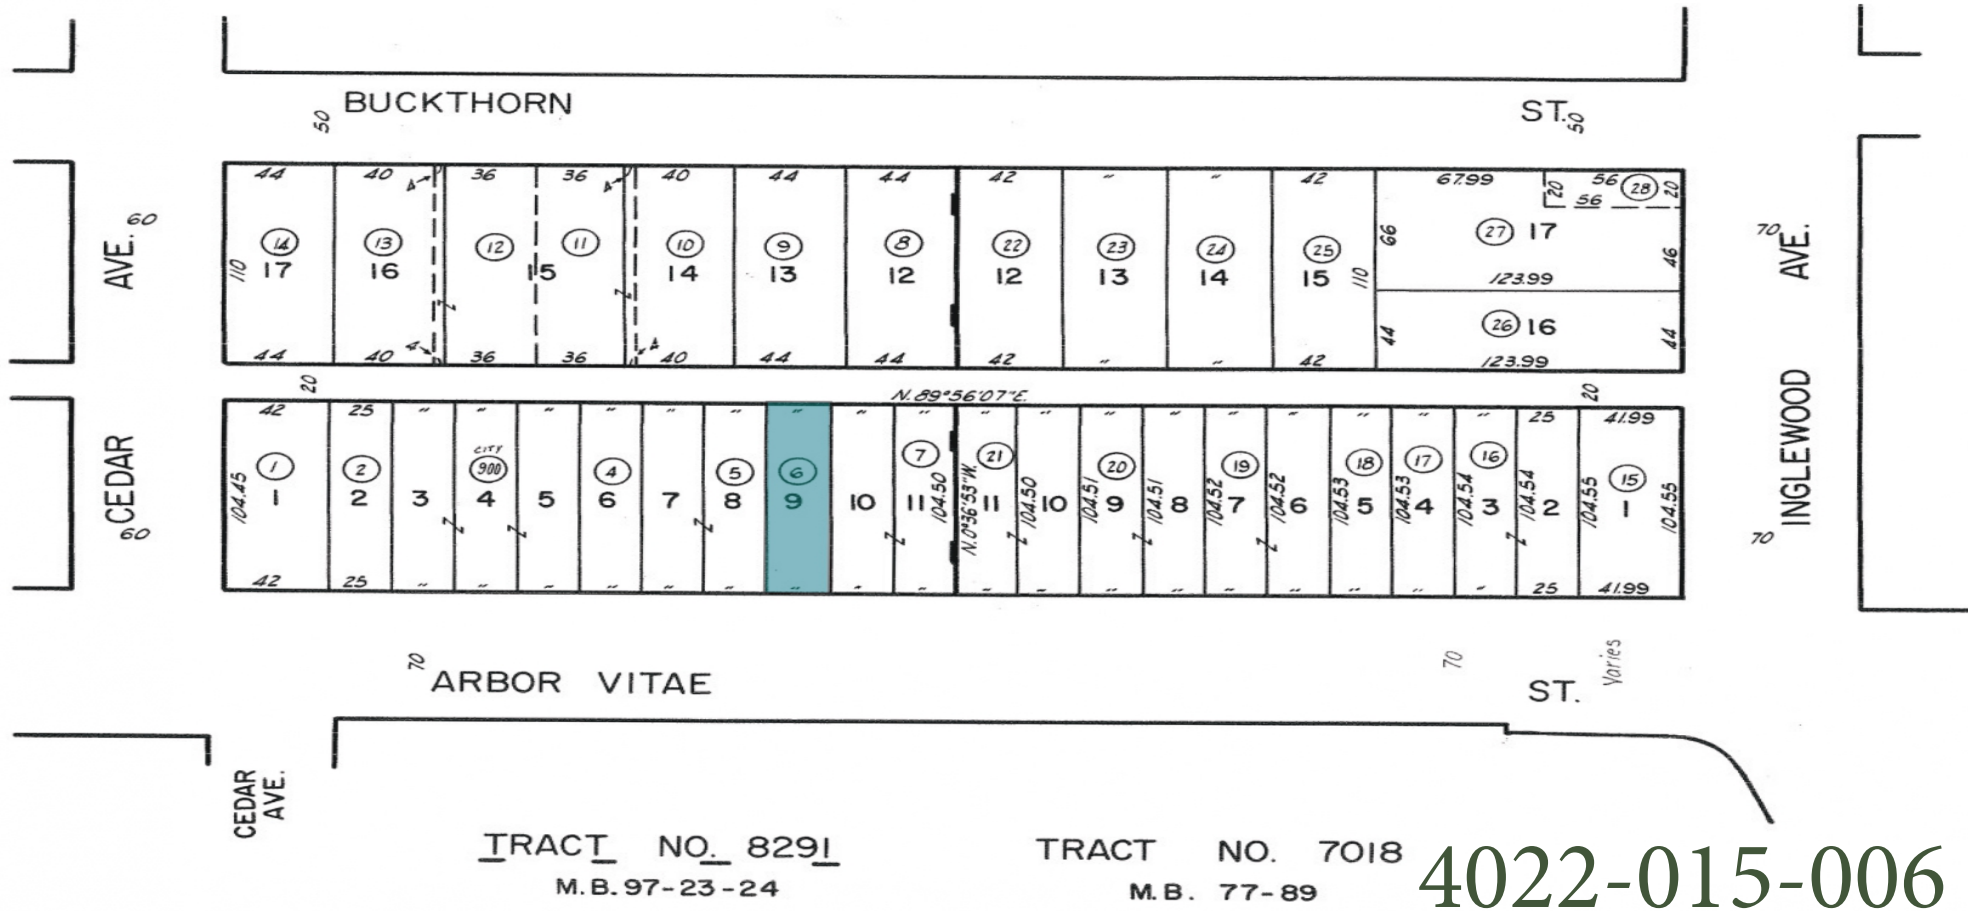 BUCKTHORN ST.
50 50
44 40 4 36 36 4 40 44 44 42 " " 42 67.99 56 28
20 56 20
AVE. 60
14 13 12 11 10 9 8 22 23 24 25 66 27 17 46 70 AVE.
110 17 16 15 14 13 12 12 13 14 15 110 123.99
44 26 16 44
44 40 4 36 36 4 40 44 44 42 " " 42 123.99
20 N. 89°56'07"E. 20
42 25 " " " " " " " " " " " " " " " " " " 25 41.99
CITY
1 2 900 4 5 6 7 21 20 19 18 17 16 15
104.45 1 2 3 4 5 6 7 8 9 10 11 104.50 N.0°36'53"W. 11 104.50 10 104.51 9 104.51 8 104.52 7 104.52 6 104.53 5 104.53 4 104.54 3 104.54 2 104.55 1 104.55
CEDAR 60
INGLEWOOD 70
42 25 " " " " " " " " " " " " " " " " " " 25 41.99
70 70 Varies
ARBOR VITAE ST.
CEDAR
AVE.
TRACT NO. 8291
M.B. 97-23-24
TRACT NO. 7018
M.B. 77-89
4022-015-006